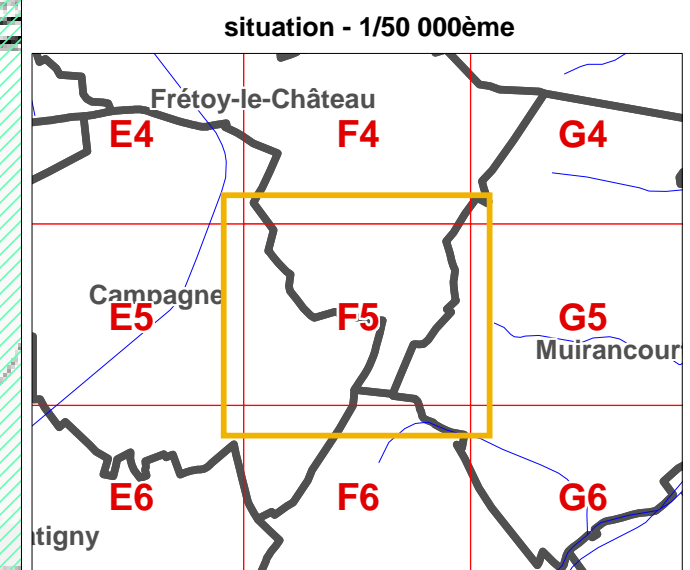 situation - 1/50 000ème
Frétoy-le-Château
E4 F4 G4
Campagne
E5 F5 G5
Muirancour
E6 F6 G6
tigny